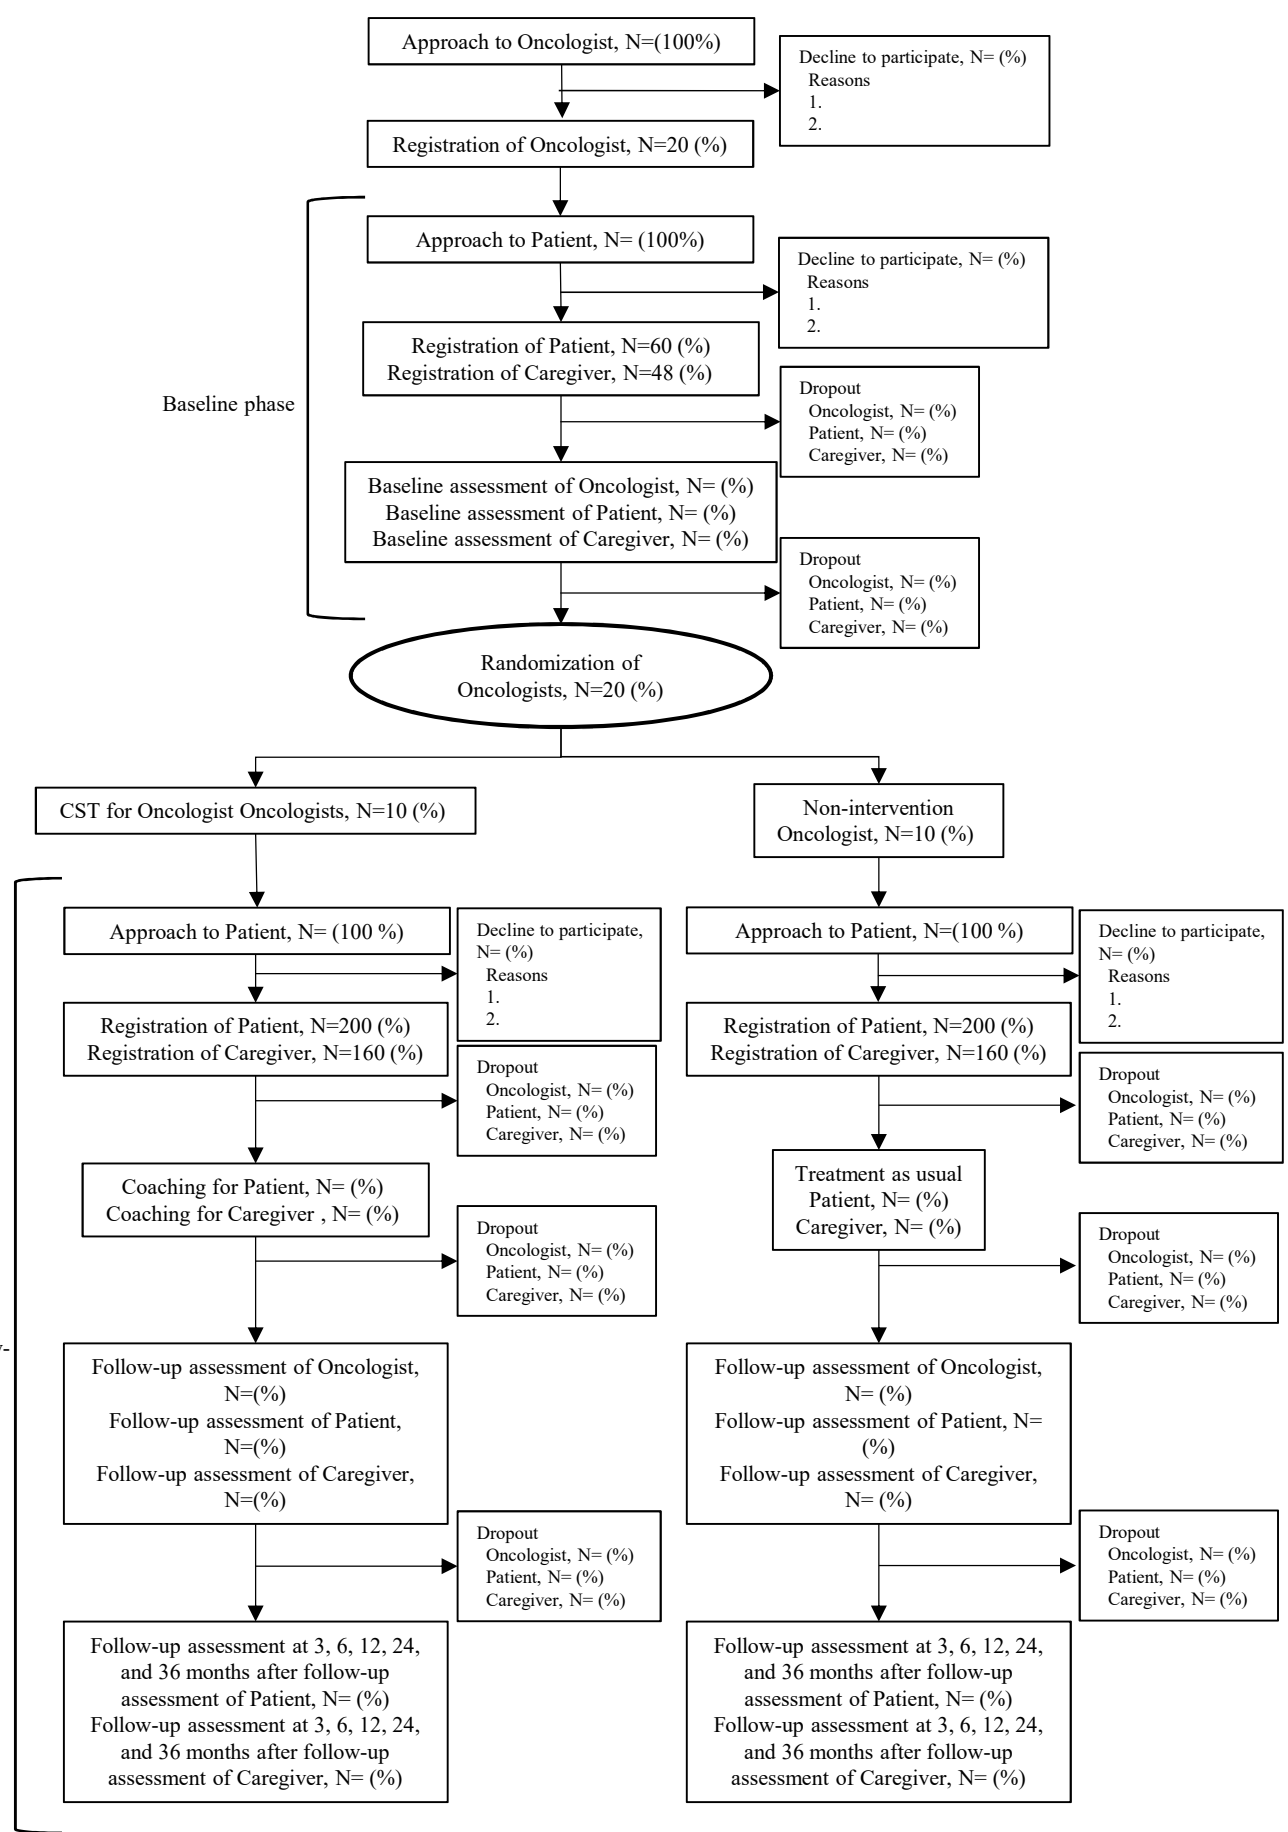 Approach to Oncologist, N=(100%)
Decline to participate, N= (%)
Reasons
1.
2.
Registration of Oncologist, N=20 (%)
Approach to Patient, N= (100%)
Decline to participate, N= (%)
Reasons
1.
2.
Registration of Patient, N=60 (%)
Registration of Caregiver, N=48 (%)
Baseline phase
Dropout
Oncologist, N= (%)
Patient, N= (%)
Caregiver, N= (%)
Baseline assessment of Oncologist, N= (%)
Baseline assessment of Patient, N= (%)
Baseline assessment of Caregiver, N= (%)
Dropout
Oncologist, N= (%)
Patient, N= (%)
Caregiver, N= (%)
Randomization of
Oncologists, N=20 (%)
CST for Oncologist Oncologists, N=10 (%)
Non-intervention
Oncologist, N=10 (%)
Approach to Patient, N= (100 %)
Decline to participate,
N= (%)
Reasons
1.
2.
Approach to Patient, N=(100 %)
Decline to participate,
N= (%)
Reasons
1.
2.
Registration of Patient, N=200 (%)
Registration of Caregiver, N=160 (%)
Dropout
Oncologist, N= (%)
Patient, N= (%)
Caregiver, N= (%)
Registration of Patient, N=200 (%)
Registration of Caregiver, N=160 (%)
Dropout
Oncologist, N= (%)
Patient, N= (%)
Caregiver, N= (%)
Coaching for Patient, N= (%)
Coaching for Caregiver , N= (%)
Dropout
Oncologist, N= (%)
Patient, N= (%)
Caregiver, N= (%)
Treatment as usual
Patient, N= (%)
Caregiver, N= (%)
Dropout
Oncologist, N= (%)
Patient, N= (%)
Caregiver, N= (%)
Follow-up assessment of Oncologist,
N=(%)
Follow-up assessment of Patient,
N=(%)
Follow-up assessment of Caregiver,
N=(%)
Dropout
Oncologist, N= (%)
Patient, N= (%)
Caregiver, N= (%)
Follow-up assessment of Oncologist,
N= (%)
Follow-up assessment of Patient, N=
(%)
Follow-up assessment of Caregiver,
N= (%)
Dropout
Oncologist, N= (%)
Patient, N= (%)
Caregiver, N= (%)
Follow-up assessment at 3, 6, 12, 24,
and 36 months after follow-up
assessment of Patient, N= (%)
Follow-up assessment at 3, 6, 12, 24,
and 36 months after follow-up
assessment of Caregiver, N= (%)
Follow-up assessment at 3, 6, 12, 24,
and 36 months after follow-up
assessment of Patient, N= (%)
Follow-up assessment at 3, 6, 12, 24,
and 36 months after follow-up
assessment of Caregiver, N= (%)